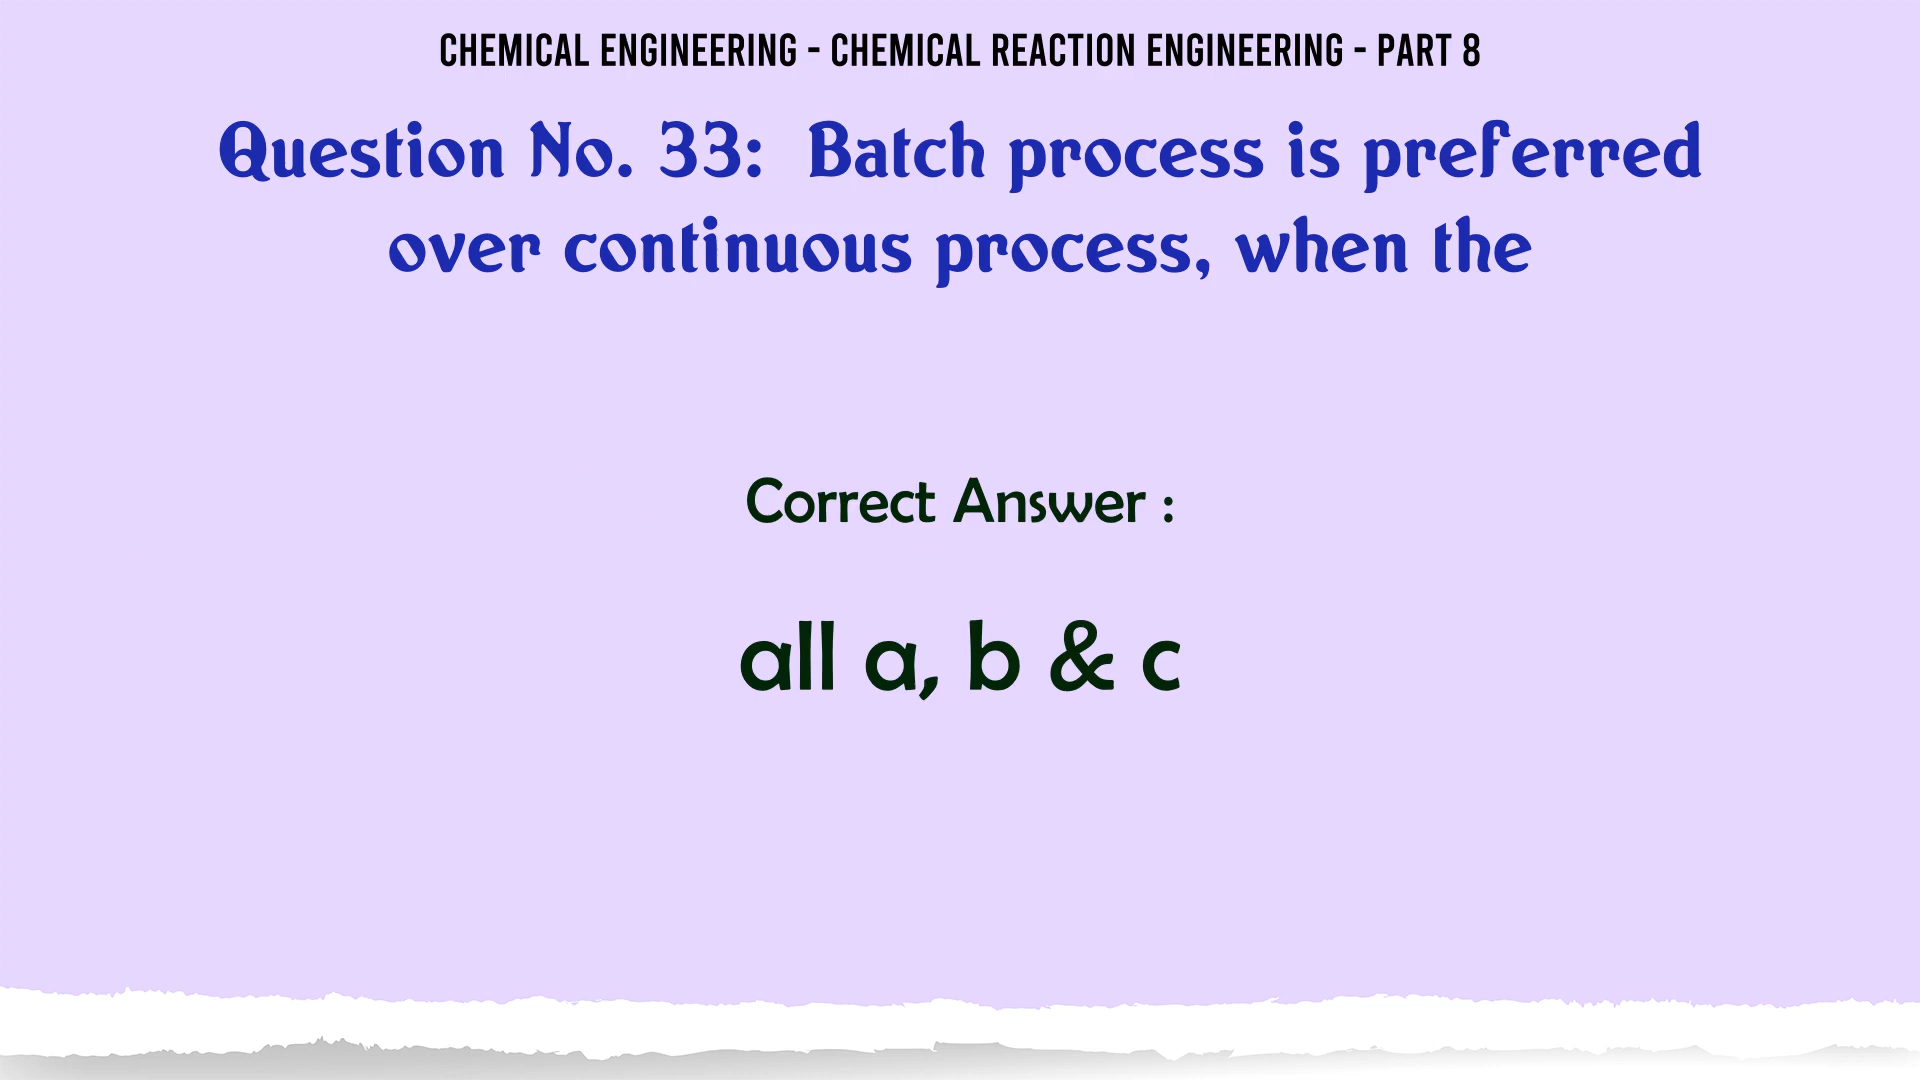 CHEMICAL ENGINEERING - CHEMICAL REACTION ENGINEERING - PART 8
Question No. 33: Batch process is preferred
over continuous process, when the
Correct Answer :
all a, b & c